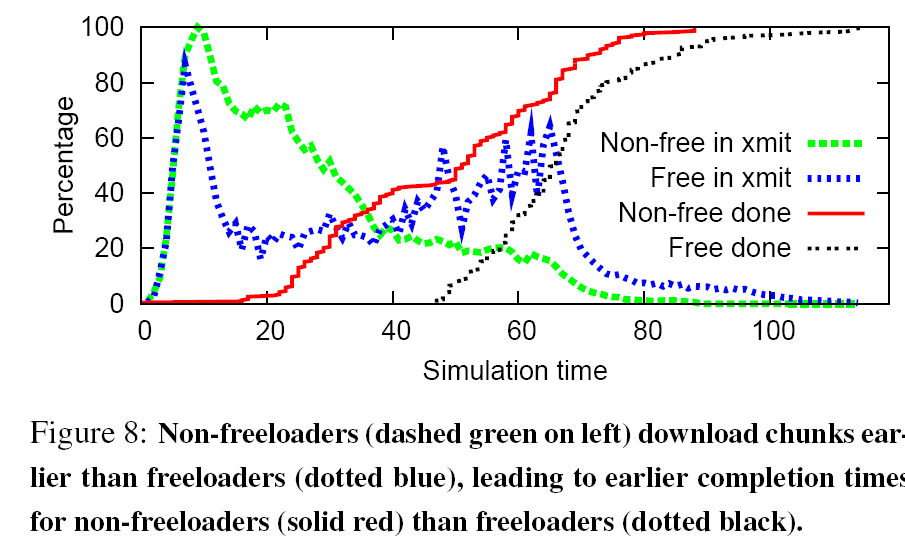 100
80
60
40
20
0
Percentage
Non-free in xmit
Free in xmit
Non-free done
Free done
0 20 40 60 80 100
Simulation time
Figure 8: Non-freeloaders (dashed green on left) download chunks ear-
lier than freeloaders (dotted blue), leading to earlier completion times
for non-freeloaders (solid red) than freeloaders (dotted black).